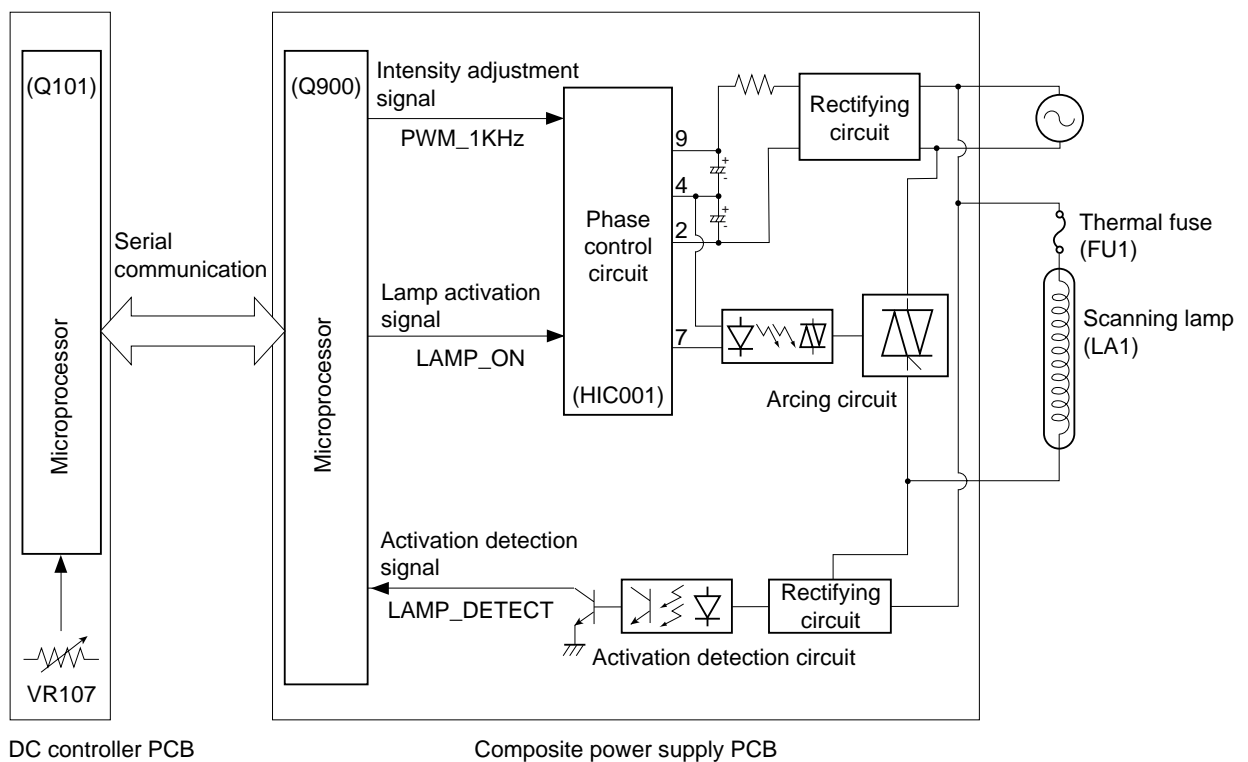 (Q101)
Microprocessor
VR107
DC controller PCB
Serial
communication
(Q900)
Microprocessor
Intensity adjustment
signal
PWM_1KHz
Lamp activation
signal
LAMP_ON
Activation detection
signal
LAMP_DETECT
Phase
control
circuit
(HIC001)
9
4
2
7
+
-
+
-
Rectifying
circuit
Arcing circuit
Rectifying
circuit
Activation detection circuit
Thermal fuse
(FU1)
Scanning lamp
(LA1)
Composite power supply PCB